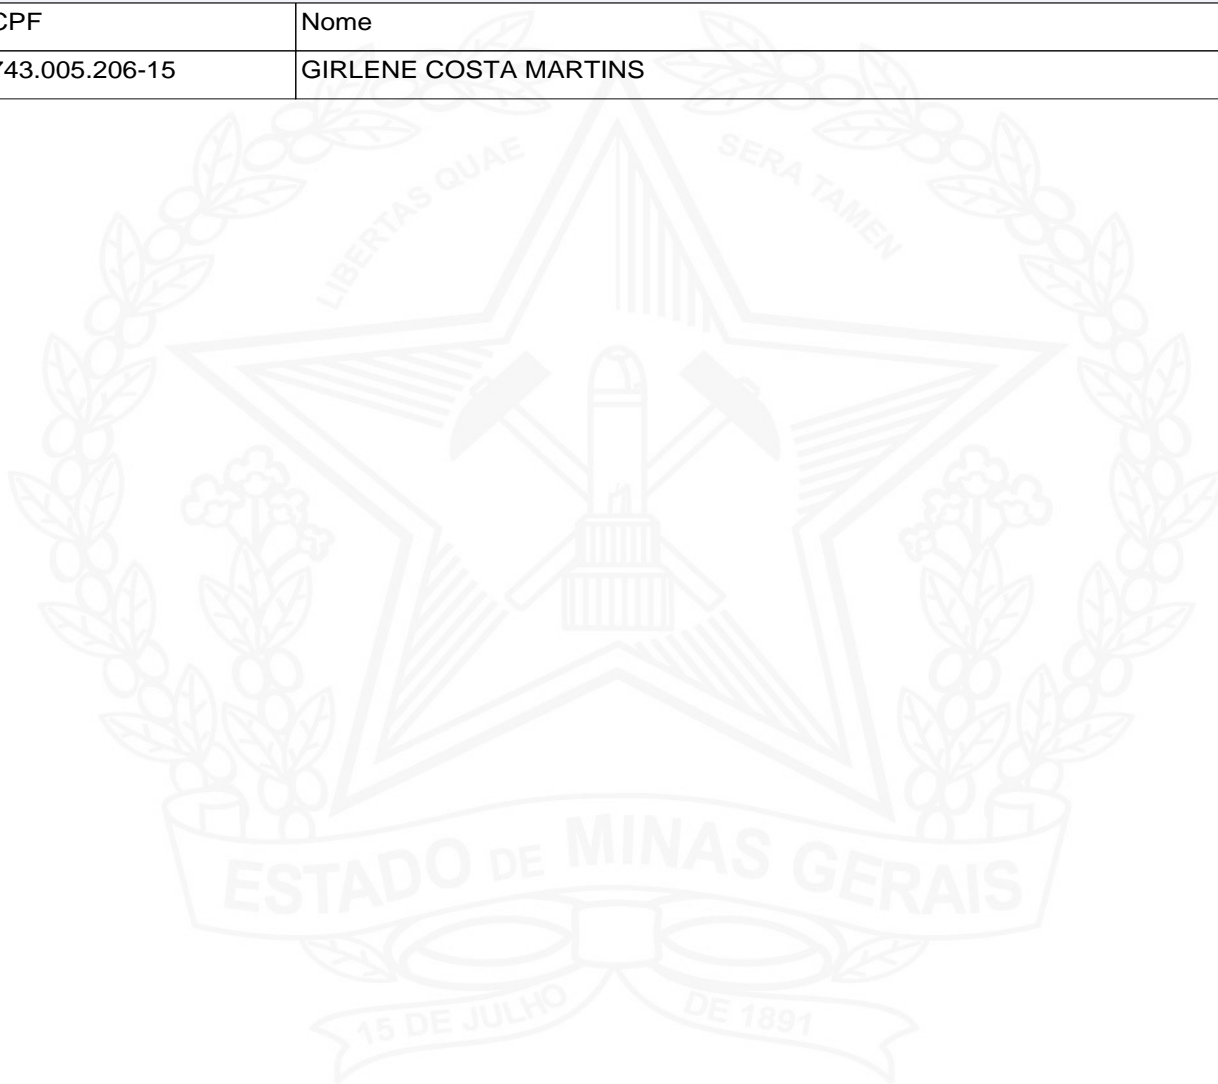 CPF Nome
743.005.206-15 GIRLENE COSTA MARTINS
LIBERTAS QUAE SERA TAMEN
ESTADO DE MINAS GERAIS
15 DE JULHO DE 1891